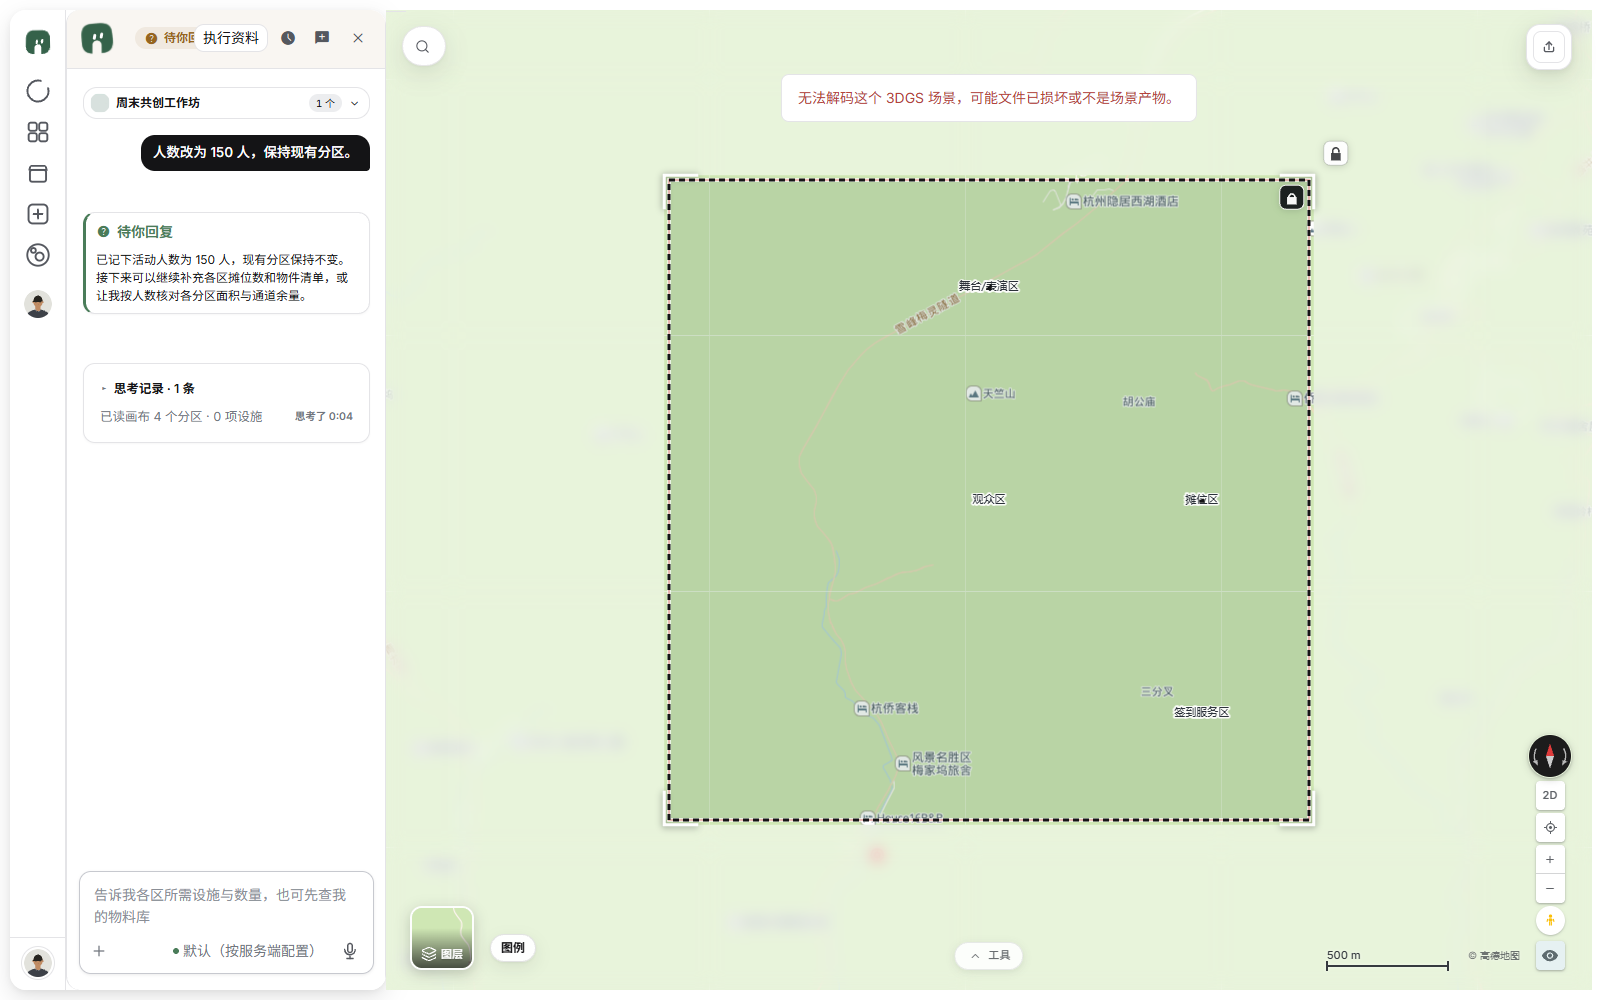 待你回
执行资料
周末共创工作坊
1 个
人数改为 150 人，保持现有分区。
待你回复
已记下活动人数为 150 人，现有分区保持不变。
接下来可以继续补充各区摊位数和物件清单，或
让我按人数核对各分区面积与通道余量。
思考记录 · 1 条
已读画布 4 个分区 · 0 项设施
思考了 0:04
告诉我各区所需设施与数量，也可先查我
的物料库
默认（按服务端配置）
无法解码这个 3DGS 场景，可能文件已损坏或不是场景产物。
杭州隐居西湖酒店
舞台/表演区
雪峰梅灵隧道
天竺山
胡公庙
观众区
摊位区
三分叉
签到服务区
杭侨客栈
风景名胜区
梅家坞旅舍
图层
图例
工具
500 m
© 高德地图
2D